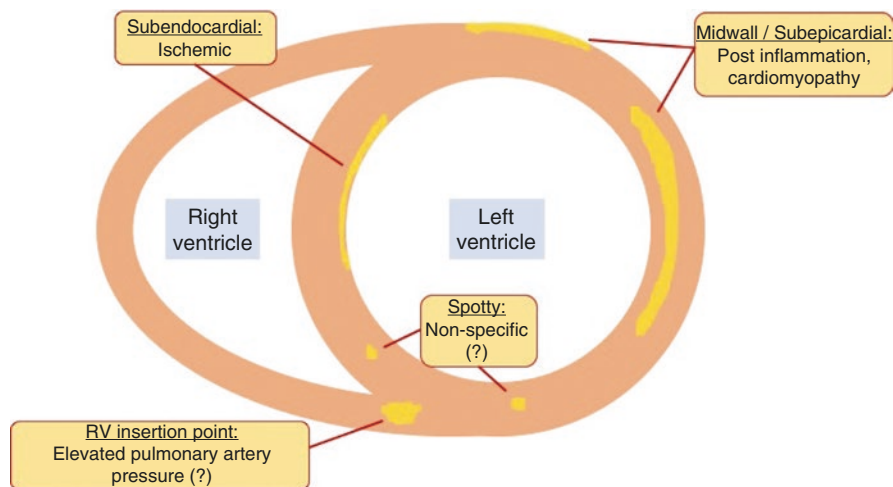 Subendocardial:
Ischemic
Midwall / Subepicardial:
Post inflammation,
cardiomyopathy
Right
ventricle
Left
ventricle
Spotty:
Non-specific
(?)
RV insertion point:
Elevated pulmonary artery
pressure (?)